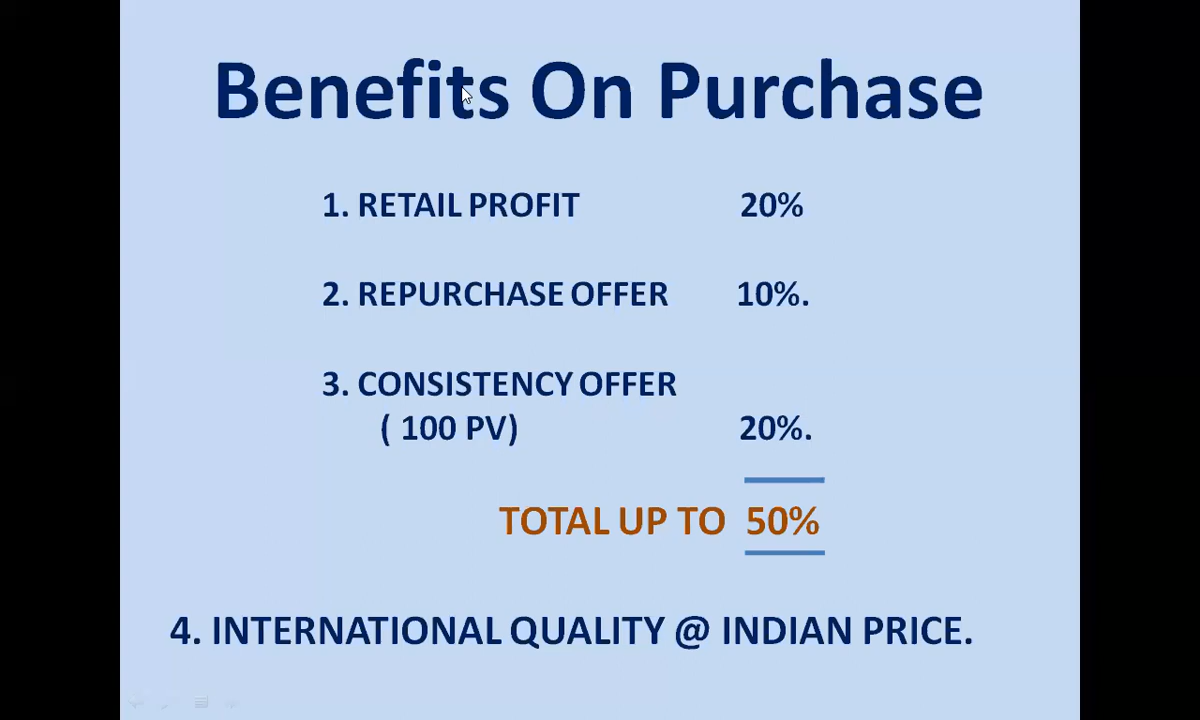 Benefits On Purchase
1. RETAIL PROFIT 20%
2. REPURCHASE OFFER 10%.
3. CONSISTENCY OFFER
( 100 PV) 20%.
TOTAL UP TO 50%
4. INTERNATIONAL QUALITY @ INDIAN PRICE.